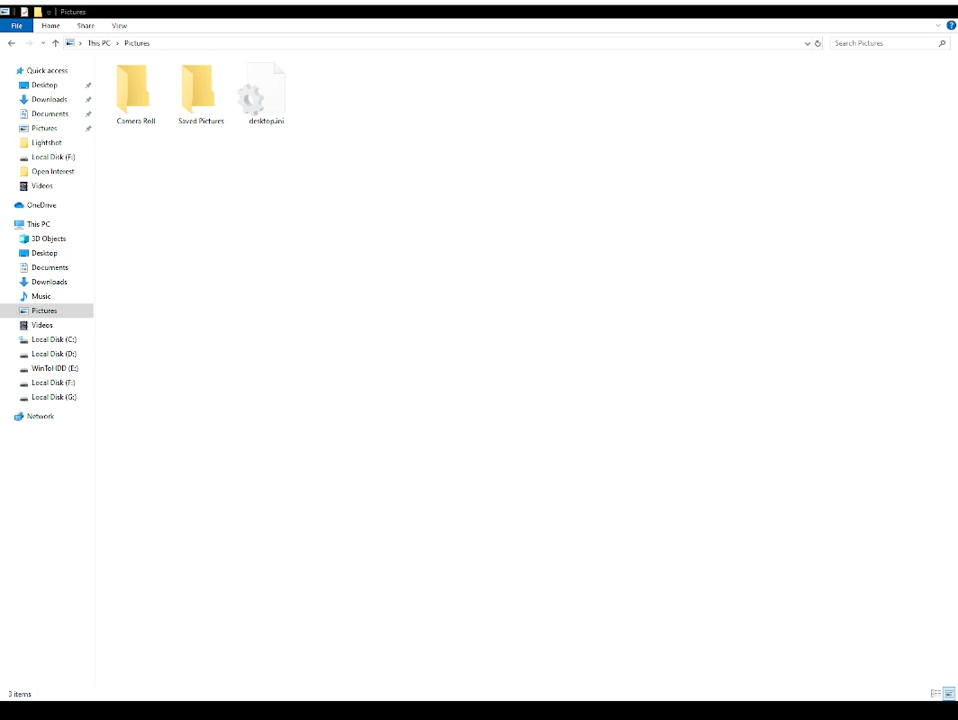 Pictures
File Home Share View
This PC Pictures
Search Pictures
Quick access
Desktop
Downloads
Documents
Pictures
Lightshot
Local Disk (F:)
Open Interest
Videos
OneDrive
This PC
3D Objects
Desktop
Documents
Downloads
Music
Pictures
Videos
Local Disk (C:)
Local Disk (D:)
WinToHDD (E:)
Local Disk (F:)
Local Disk (G:)
Network
Camera Roll
Saved Pictures
desktop.ini
3 items